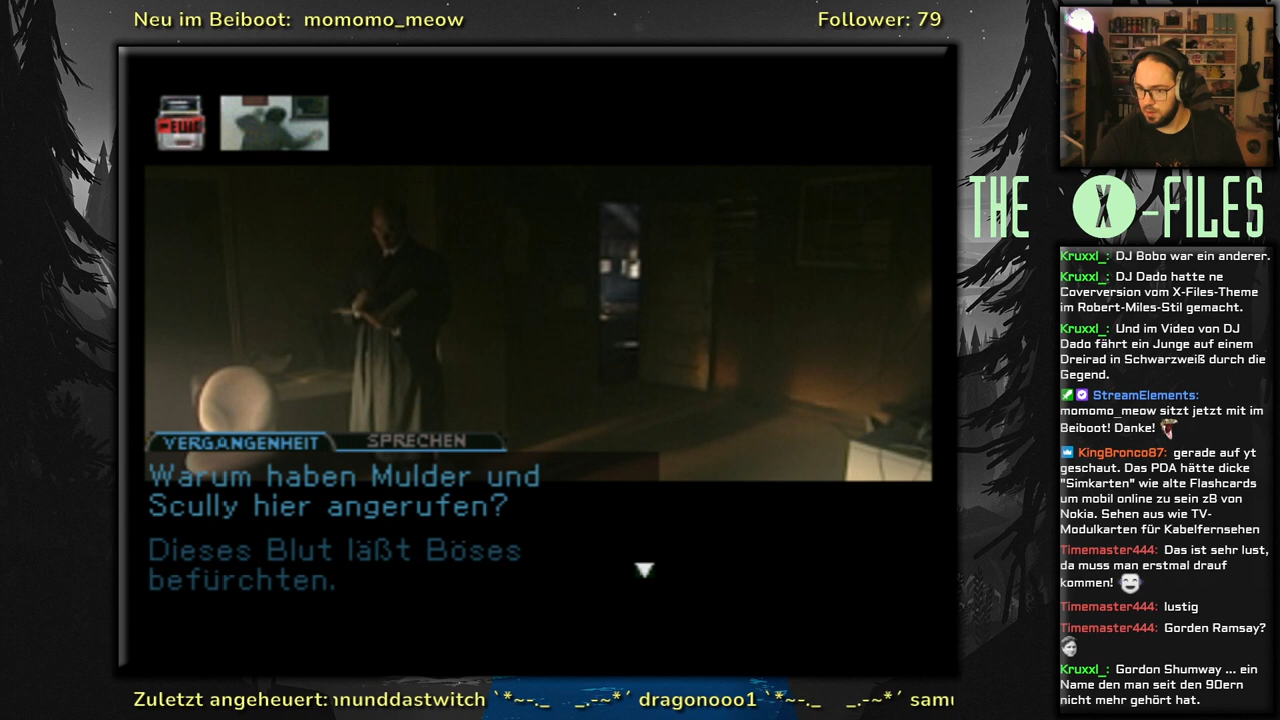 Neu im Beiboot: momomo_meow
Follower: 79
THE X-FILES
VERGANGENHEIT
SPRECHEN
Warum haben Mulder und
Scully hier angerufen?
Dieses Blut läßt Böses
befürchten.
Kruxxl_: DJ Bobo war ein anderer.
Kruxxl_: DJ Dado hatte ne
Coverversion vom X-Files-Theme
im Robert-Miles-Stil gemacht.
Kruxxl_: Und im Video von DJ
Dado fährt ein Junge auf einem
Dreirad in Schwarzweiß durch die
Gegend.
StreamElements:
momomo_meow sitzt jetzt mit im
Beiboot! Danke!
KingBronco87: gerade auf yt
geschaut. Das PDA hätte dicke
"Simkarten" wie alte Flashcards
um mobil online zu sein zB von
Nokia. Sehen aus wie TV-
Modulkarten für Kabelfernsehen
Timemaster444: Das ist sehr lust,
da muss man erstmal drauf
kommen!
Timemaster444: lustig
Timemaster444: Gorden Ramsay?
Kruxxl_: Gordon Shumway ... ein
Name den man seit den 90ern
nicht mehr gehört hat.
Zuletzt angeheuert: nnunddastwitch `*~-._ _.-~*´ dragonooo1 `*~-._ _.-~*´ samu